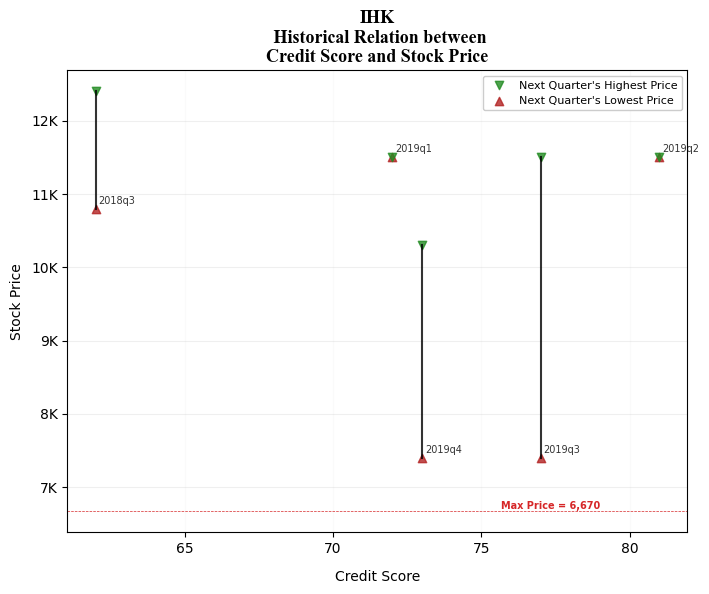 IHK
Historical Relation between
Credit Score and Stock Price
Next Quarter's Highest Price
Next Quarter's Lowest Price
12K
11K
10K
9K
8K
7K
Stock Price
2018q3
2019q1
2019q2
2019q4
2019q3
Max Price = 6,670
65
70
75
80
Credit Score